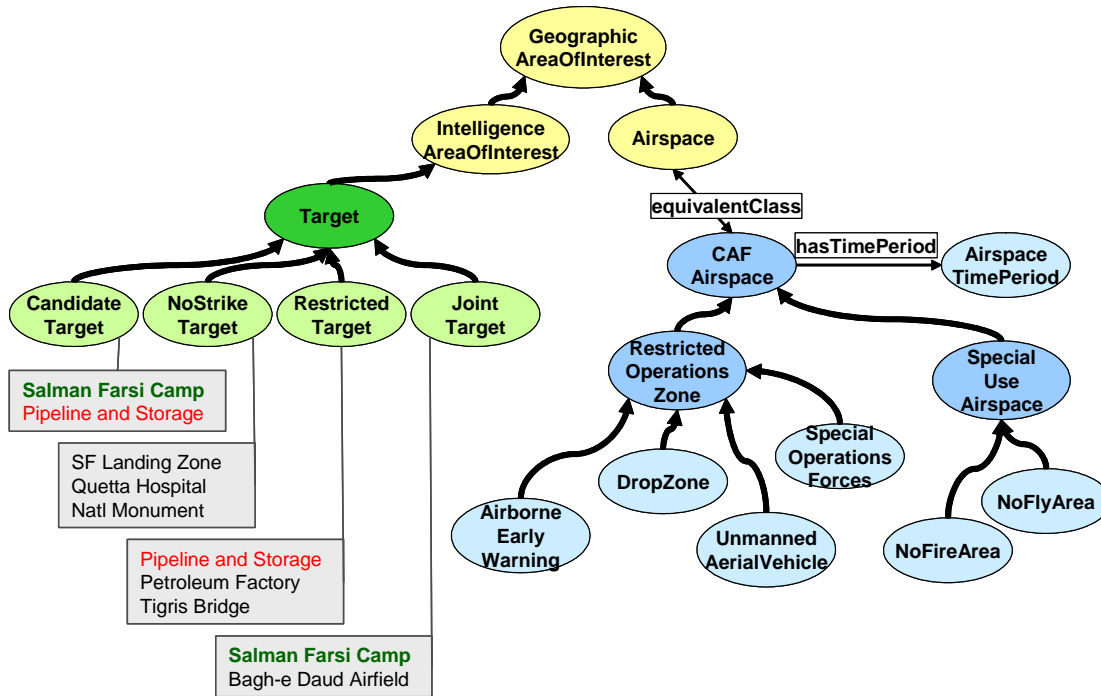 Geographic
AreaOfInterest
Intelligence
AreaOfInterest
Airspace
equivalentClass
Target
hasTimePeriod
CAF
Airspace
Airspace
TimePeriod
Candidate
Target
NoStrike
Target
Restricted
Target
Joint
Target
Restricted
Operations
Zone
Special
Use
Airspace
Salman Farsi Camp
Pipeline and Storage
SF Landing Zone
Quetta Hospital
Natl Monument
Special
Operations
Forces
DropZone
NoFlyArea
Airborne
Early
Warning
Unmanned
AerialVehicle
NoFireArea
Pipeline and Storage
Petroleum Factory
Tigris Bridge
Salman Farsi Camp
Bagh-e Daud Airfield